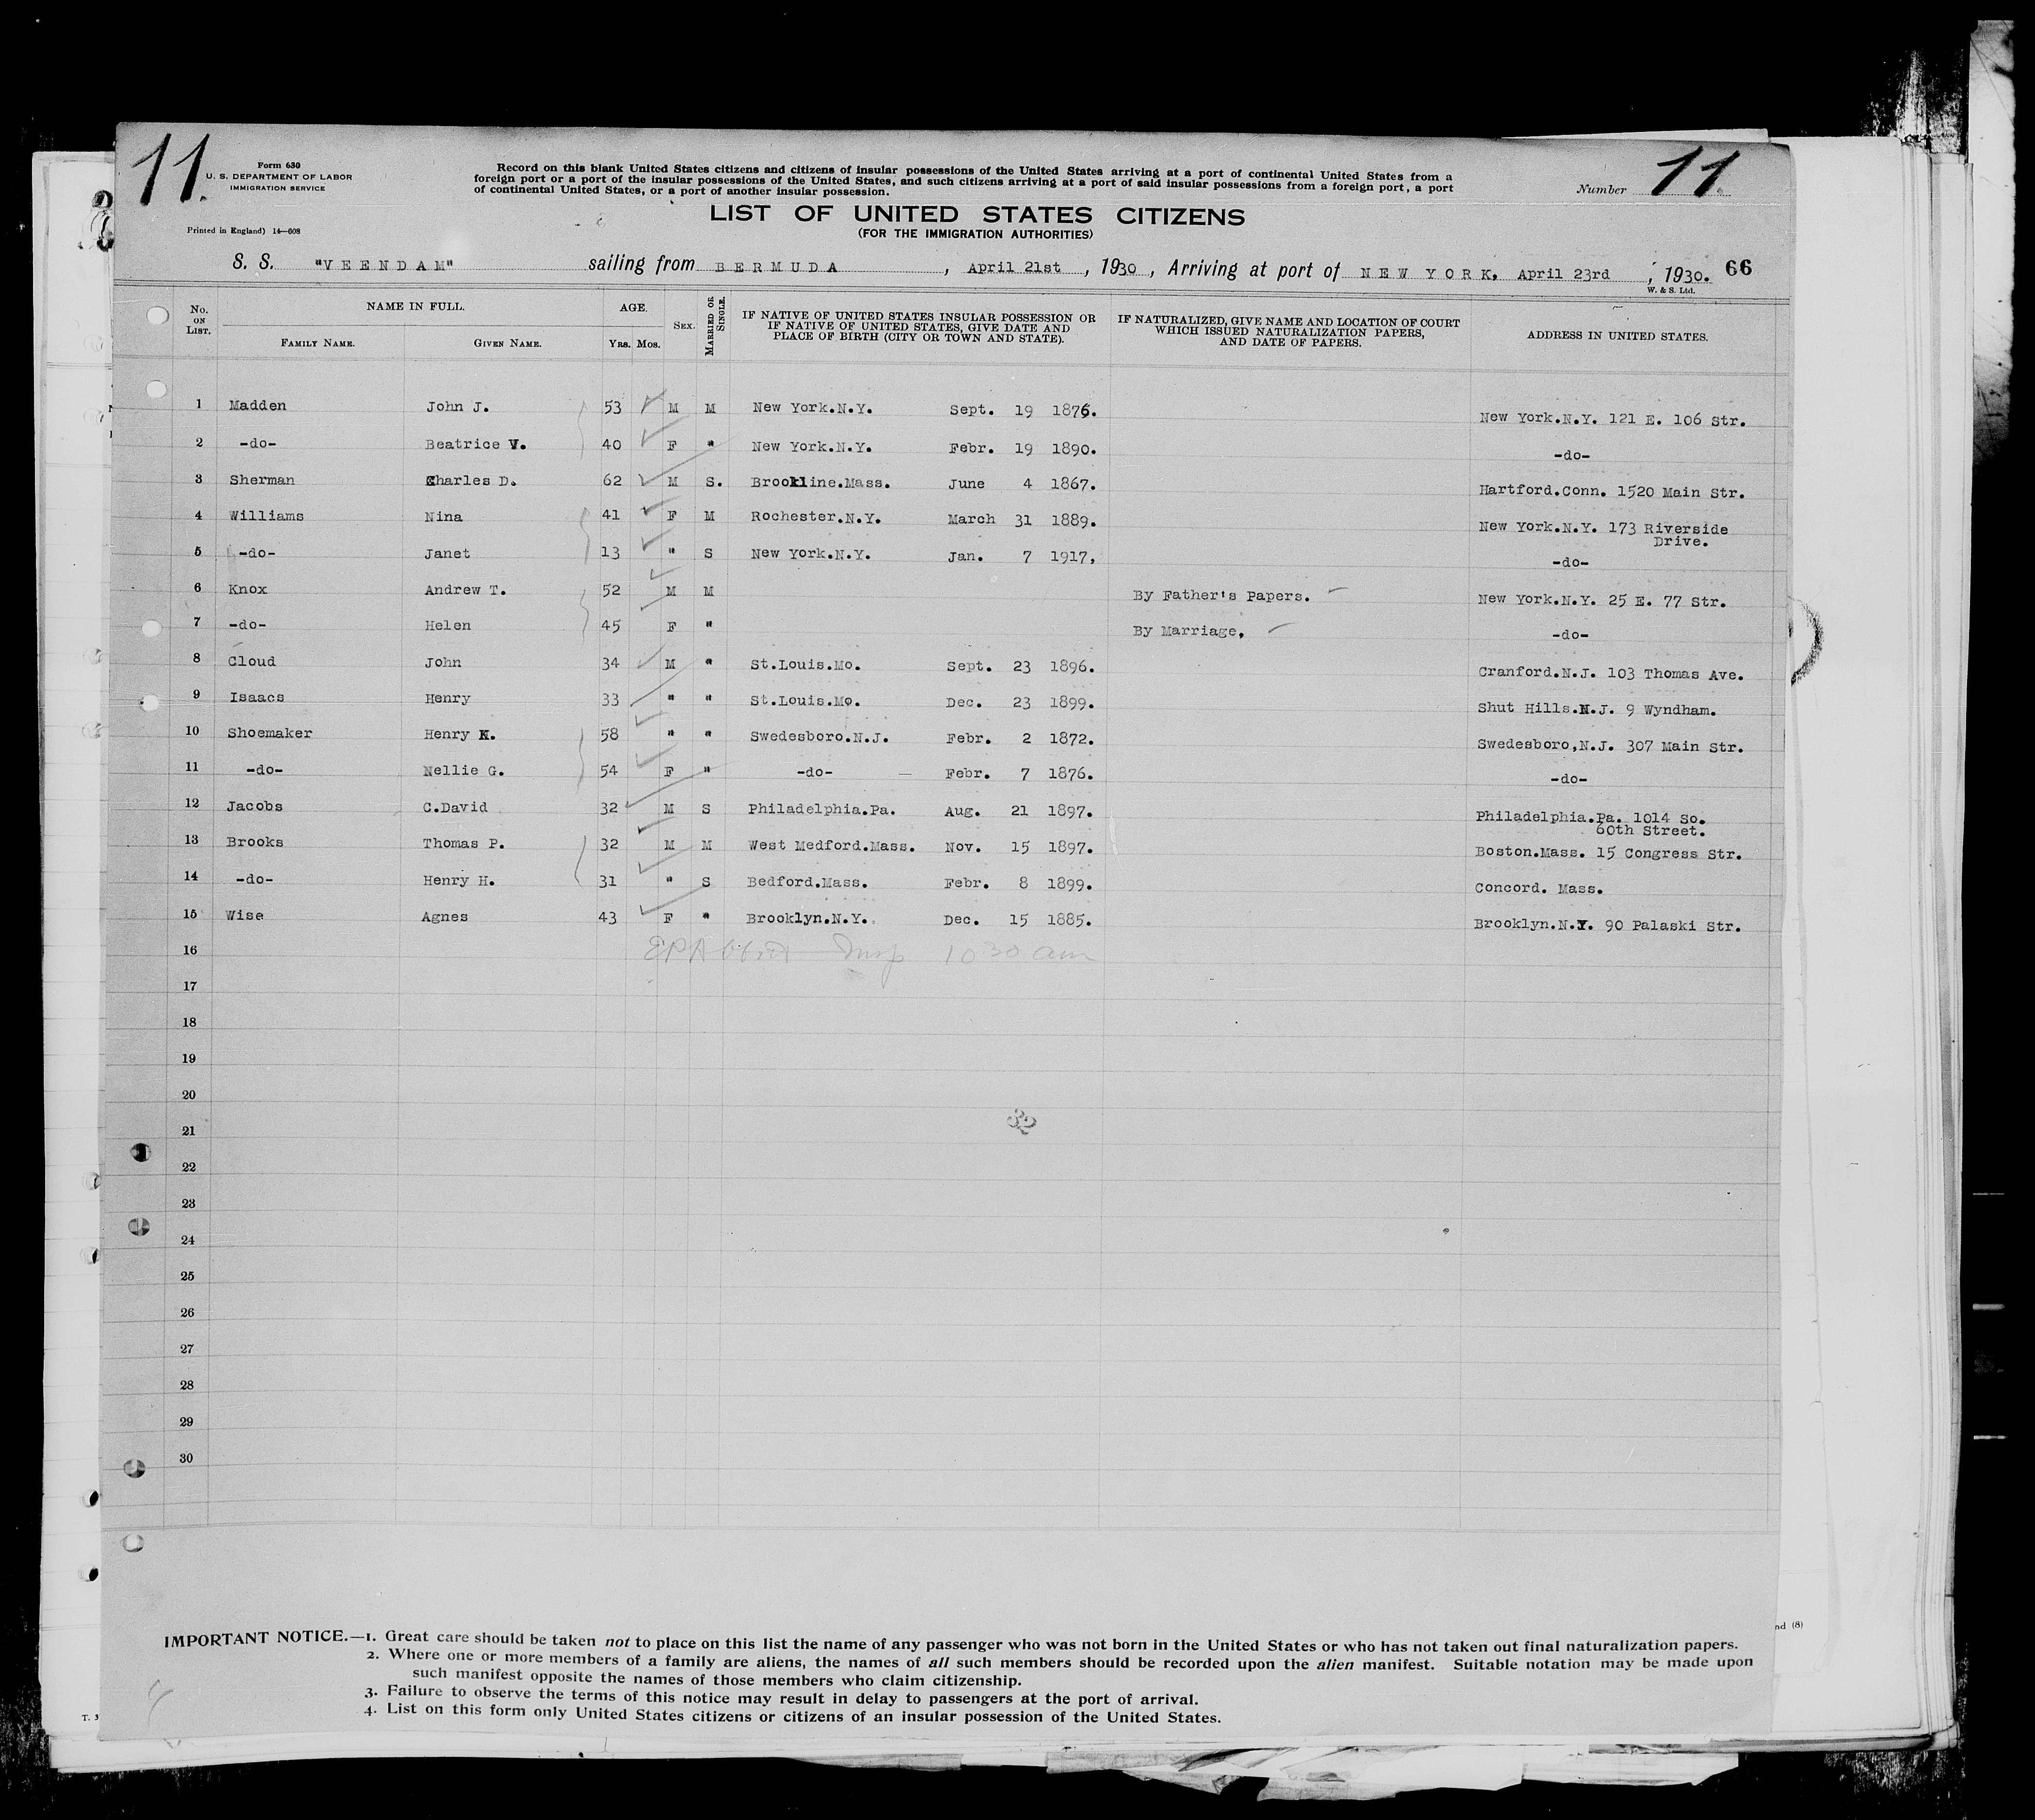 11.
Form 630
U. S. DEPARTMENT OF LABOR
IMMIGRATION SERVICE
Printed in England) 14—608
Record on this blank United States citizens and citizens of insular possessions of the United States arriving at a port of continental United States from a
foreign port or a port of the insular possessions of the United States, and such citizens arriving at a port of said insular possessions from a foreign port, a port
of continental United States, or a port of another insular possession.
Number 11.
LIST OF UNITED STATES CITIZENS
(FOR THE IMMIGRATION AUTHORITIES)
S. S. "VEENDAM" sailing from BERMUDA, April 21st, 1930, Arriving at port of NEW YORK, April 23rd, 1930. 66
W. & S. Ltd.
No. ON LIST. NAME IN FULL. FAMILY NAME. GIVEN NAME. AGE. YRS. MOS. SEX. MARRIED OR SINGLE. IF NATIVE OF UNITED STATES INSULAR POSSESSION OR IF NATIVE OF UNITED STATES, GIVE DATE AND PLACE OF BIRTH (CITY OR TOWN AND STATE). IF NATURALIZED, GIVE NAME AND LOCATION OF COURT WHICH ISSUED NATURALIZATION PAPERS, AND DATE OF PAPERS. ADDRESS IN UNITED STATES.
1 Madden John J. 53 M M New York.N.Y. Sept. 19 1876. New York.N.Y. 121 E. 106 Str.
2 -do- Beatrice V. 40 F " New York.N.Y. Febr. 19 1890. -do-
3 Sherman Charles D. 62 M S. Brookline.Mass. June 4 1867. Hartford.Conn. 1520 Main Str.
4 Williams Nina 41 F M Rochester.N.Y. March 31 1889. New York.N.Y. 173 Riverside
Drive.
5 -do- Janet 13 " S New York.N.Y. Jan. 7 1917, -do-
6 Knox Andrew T. 52 M M By Father's Papers. New York.N.Y. 25 E. 77 Str.
7 -do- Helen 45 F " By Marriage. -do-
8 Cloud John 34 M " St.Louis.Mo. Sept. 23 1896. Cranford.N.J. 103 Thomas Ave.
9 Isaacs Henry 33 " " St.Louis.Mo. Dec. 23 1899. Shut Hills.N.J. 9 Wyndham.
10 Shoemaker Henry K. 58 " " Swedesboro.N.J. Febr. 2 1872. Swedesboro,N.J. 307 Main Str.
11 -do- Nellie G. 54 F " -do- Febr. 7 1876. -do-
12 Jacobs C.David 32 M S Philadelphia.Pa. Aug. 21 1897. Philadelphia.Pa. 1014 So.
60th Street.
13 Brooks Thomas P. 32 M M West Medford.Mass. Nov. 15 1897. Boston.Mass. 15 Congress Str.
14 -do- Henry H. 31 " S Bedford.Mass. Febr. 8 1899. Concord. Mass.
15 Wise Agnes 43 F " Brooklyn.N.Y. Dec. 15 1885. Brooklyn.N.Y. 90 Palaski Str.
16 Insp 10 30 am
17
18
19
20
21
22
23
24
25
26
27
28
29
30
IMPORTANT NOTICE.—1. Great care should be taken not to place on this list the name of any passenger who was not born in the United States or who has not taken out final naturalization papers.
2. Where one or more members of a family are aliens, the names of all such members should be recorded upon the alien manifest. Suitable notation may be made upon
such manifest opposite the names of those members who claim citizenship.
3. Failure to observe the terms of this notice may result in delay to passengers at the port of arrival.
4. List on this form only United States citizens or citizens of an insular possession of the United States.
nd (8)
T. 3